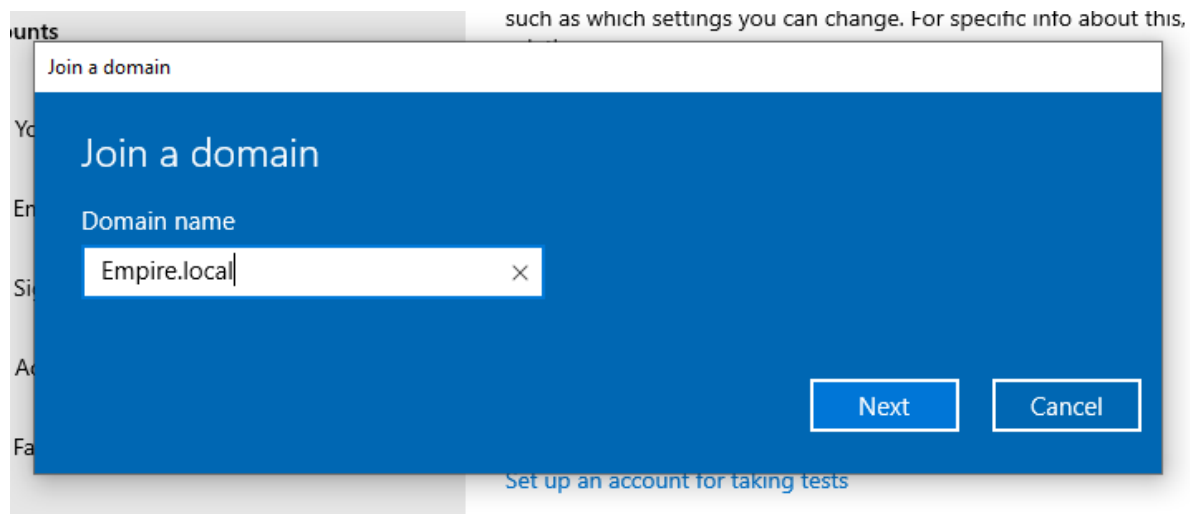 such as which settings you can change. For specific info about this,
Join a domain
Join a domain
Domain name
Empire.local
Next
Cancel
Set up an account for taking tests